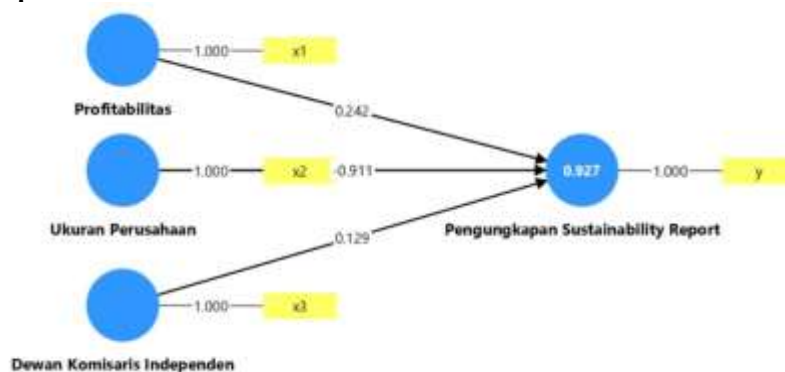 1.000
x1
Profitabilitas
0.242
1.000
x2
-0.911
0.927
1.000
y
Ukuran Perusahaan
Pengungkapan Sustainability Report
0.129
1.000
x3
Dewan Komisaris Independen